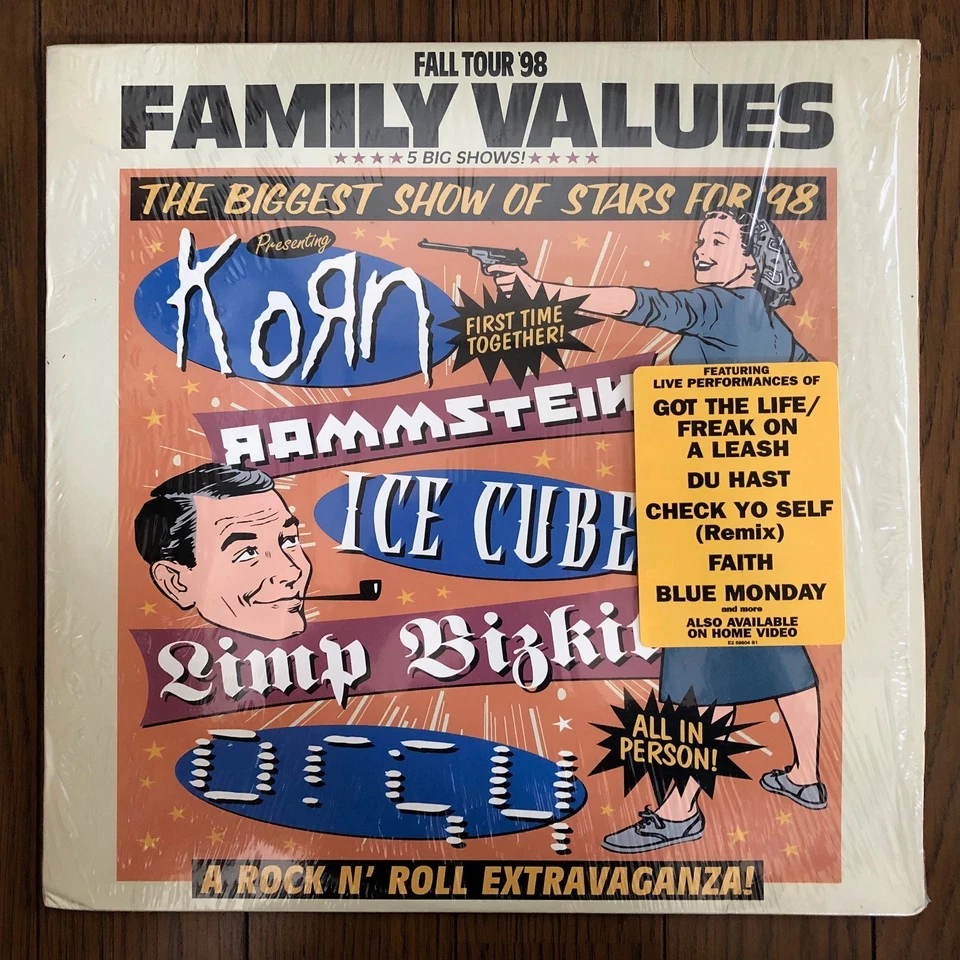 FALL TOUR '98
FAMILY VALUES
5 BIG SHOWS!
THE BIGGEST SHOW OF STARS FOR '98
Presenting
KoЯn
FIRST TIME
TOGETHER!
RAMMSTEIN
ICE CUBE
Limp Bizkit
orgy
ALL IN
PERSON!
A ROCK N' ROLL EXTRAVAGANZA!
FEATURING
LIVE PERFORMANCES OF
GOT THE LIFE/
FREAK ON
A LEASH
DU HAST
CHECK YO SELF
(Remix)
FAITH
BLUE MONDAY
and more
ALSO AVAILABLE
ON HOME VIDEO